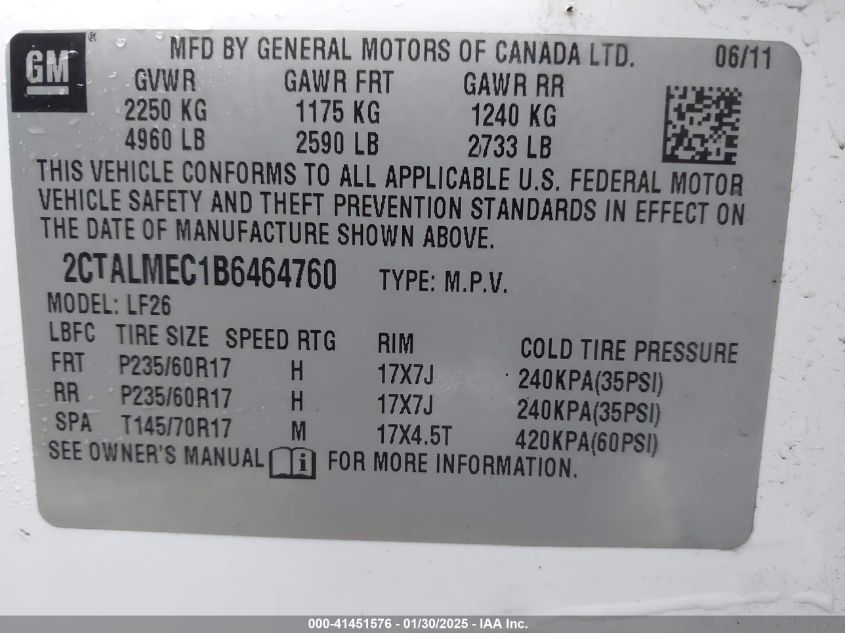 GM® MFD BY GENERAL MOTORS OF CANADA LTD. 06/11
GVWR GAWR FRT GAWR RR
2250 KG 1175 KG 1240 KG
4960 LB 2590 LB 2733 LB
THIS VEHICLE CONFORMS TO ALL APPLICABLE U.S. FEDERAL MOTOR
VEHICLE SAFETY AND THEFT PREVENTION STANDARDS IN EFFECT ON
THE DATE OF MANUFACTURE SHOWN ABOVE.
2CTALMEC1B6464760 TYPE: M.P.V.
MODEL: LF26
LBFC TIRE SIZE SPEED RTG RIM COLD TIRE PRESSURE
FRT P235/60R17 H 17X7J 240KPA(35PSI)
RR P235/60R17 H 17X7J 240KPA(35PSI)
SPA T145/70R17 M 17X4.5T 420KPA(60PSI)
SEE OWNER'S MANUAL i FOR MORE INFORMATION.
000-41451576 - 01/30/2025 - IAA Inc.